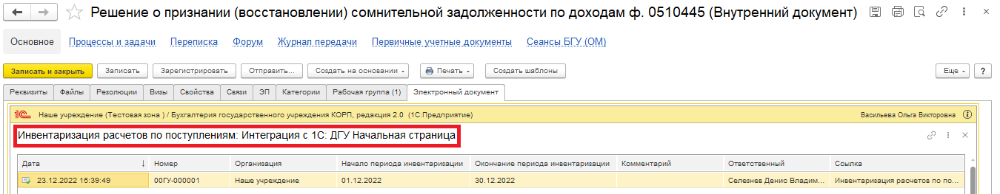 Решение о признании (восстановлении) сомнительной задолженности по доходам ф. 0510445 (Внутренний документ)
Основное Процессы и задачи Переписка Форум Журнал передачи Первичные учетные документы Сеансы БГУ (ОМ)
Записать и закрыть Записать Зарегистрировать Отправить... Создать на основании Печать Создать шаблоны Еще ?
Реквизиты Файлы Резолюции Визы Свойства Связи ЭП Категории Рабочая группа (1) Электронный документ
1С Наше учреждение (Тестовая зона ) / Бухгалтерия государственного учреждения КОРП, редакция 2.0 (1С:Предприятие) Васильева Ольга Викторовна
Инвентаризация расчетов по поступлениям: Интеграция с 1С: ДГУ Начальная страница
Дата Номер Организация Начало периода инвентаризации Окончание периода инвентаризации Комментарий Ответственный Ссылка
23.12.2022 15:39:49 00ГУ-000001 Наше учреждение 01.12.2022 30.12.2022 Селезнев Денис Владим... Инвентаризация расчетов по по...